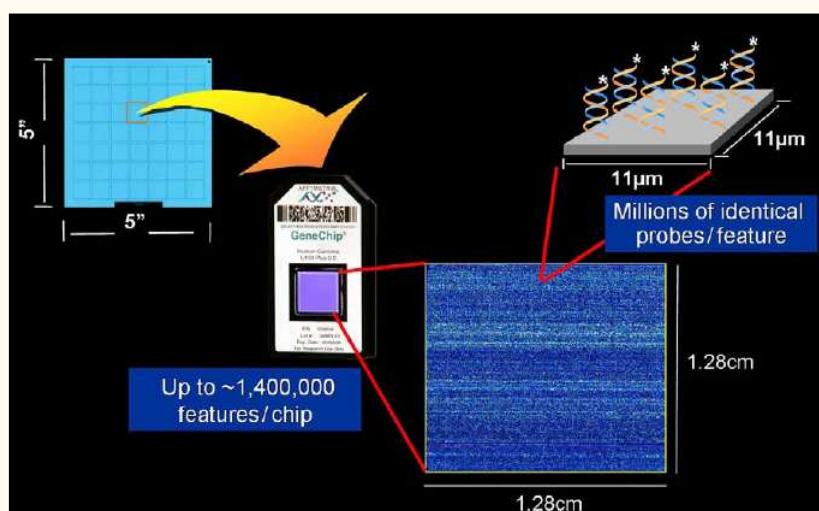 5"
5"
*
*
*
*
*
*
11µm
11µm
Millions of identical
probes/feature
AFFYMETRIX
GeneChip®
Up to ~1,400,000
features/chip
1.28cm
1.28cm